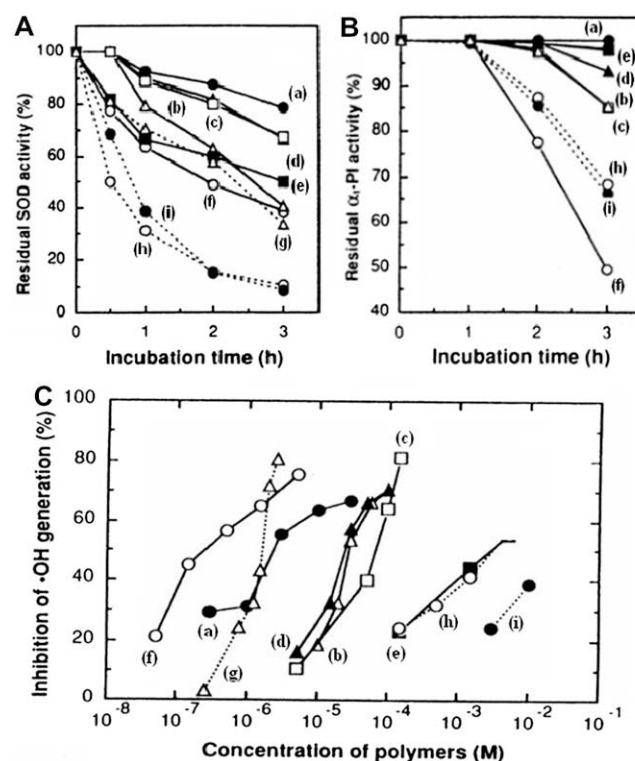 A
Residual SOD activity (%)
100
80
60
40
20
0
0 1 2 3
Incubation time (h)
(a)
(b)
(c)
(d)
(e)
(f)
(g)
(i)
(h)
B
Residual α₁-PI activity (%)
100
90
80
70
60
50
40
0 1 2 3
Incubation time (h)
(a)
(e)
(d)
(b)
(c)
(h)
(i)
(f)
C
Inhibition of •OH generation (%)
100
80
60
40
20
0
10⁻⁸ 10⁻⁷ 10⁻⁶ 10⁻⁵ 10⁻⁴ 10⁻³ 10⁻² 10⁻¹
Concentration of polymers (M)
(c)
(a)
(f)
(g)
(d)
(b)
(e)
(h)
(i)